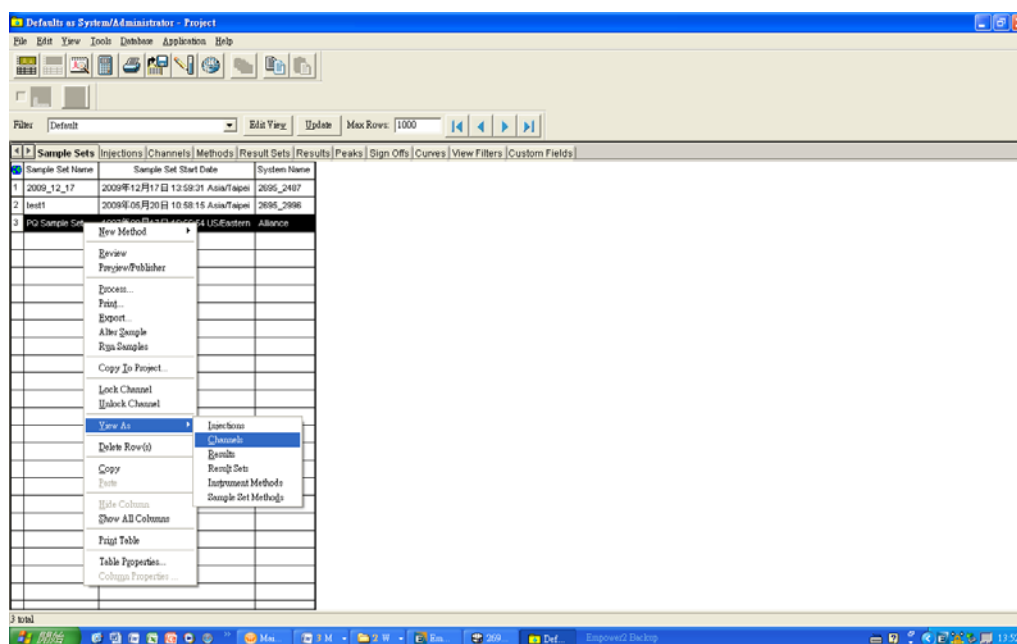 Defaults as System/Administrator - Project
File Edit View Tools Database Application Help
Filter Default Edit View Update Max Rows: 1000
Sample Sets Injections Channels Methods Result Sets Results Peaks Sign Offs Curves View Filters Custom Fields
Sample Set Name Sample Set Start Date System Name
1 2009_12_17 2009年12月17日 13:59:31 Asia/Taipei 2695_2487
2 test1 2009年05月20日 10:58:15 Asia/Taipei 2695_2996
3 PQ Sample Set US/Eastern Alliance
New Method
Review
Preview/Publisher
Process...
Print...
Export...
Alter Sample
Run Samples
Copy To Project...
Lock Channel
Unlock Channel
View As
Injections
Channels
Results
Result Sets
Instrument Methods
Sample Set Methods
Delete Row(s)
Copy
Paste
Hide Column
Show All Columns
Print Table
Table Properties...
Column Properties ...
3 total
開始 Mai... 3 M 2 W Em... 269... Def... Empower2 Backup 13:52